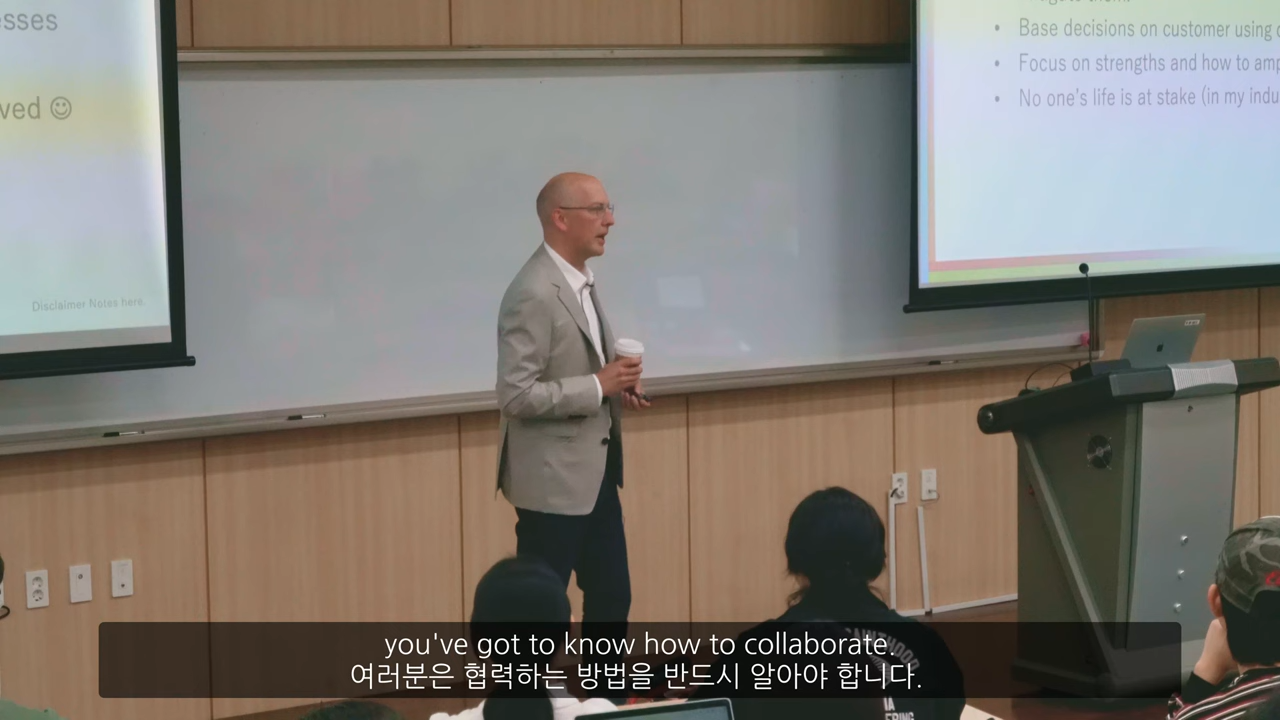 esses
ved ☺
Disclaimer Notes here.
• Base decisions on customer using
• Focus on strengths and how to amp
• No one's life is at stake (in my indu
you've got to know how to collaborate.
여러분은 협력하는 방법을 반드시 알아야 합니다.